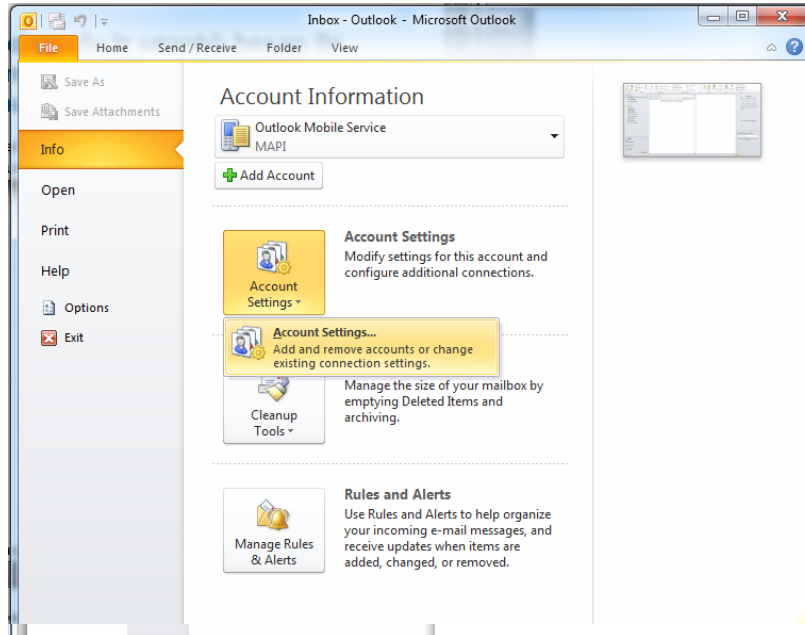 Inbox - Outlook - Microsoft Outlook
File Home Send / Receive Folder View
Save As
Save Attachments
Info
Open
Print
Help
Options
Exit
Account Information
Outlook Mobile Service
MAPI
Add Account
Account
Settings
Account Settings
Modify settings for this account and
configure additional connections.
Account Settings...
Add and remove accounts or change
existing connection settings.
Cleanup
Tools
Manage the size of your mailbox by
emptying Deleted Items and
archiving.
Manage Rules
& Alerts
Rules and Alerts
Use Rules and Alerts to help organize
your incoming e-mail messages, and
receive updates when items are
added, changed, or removed.